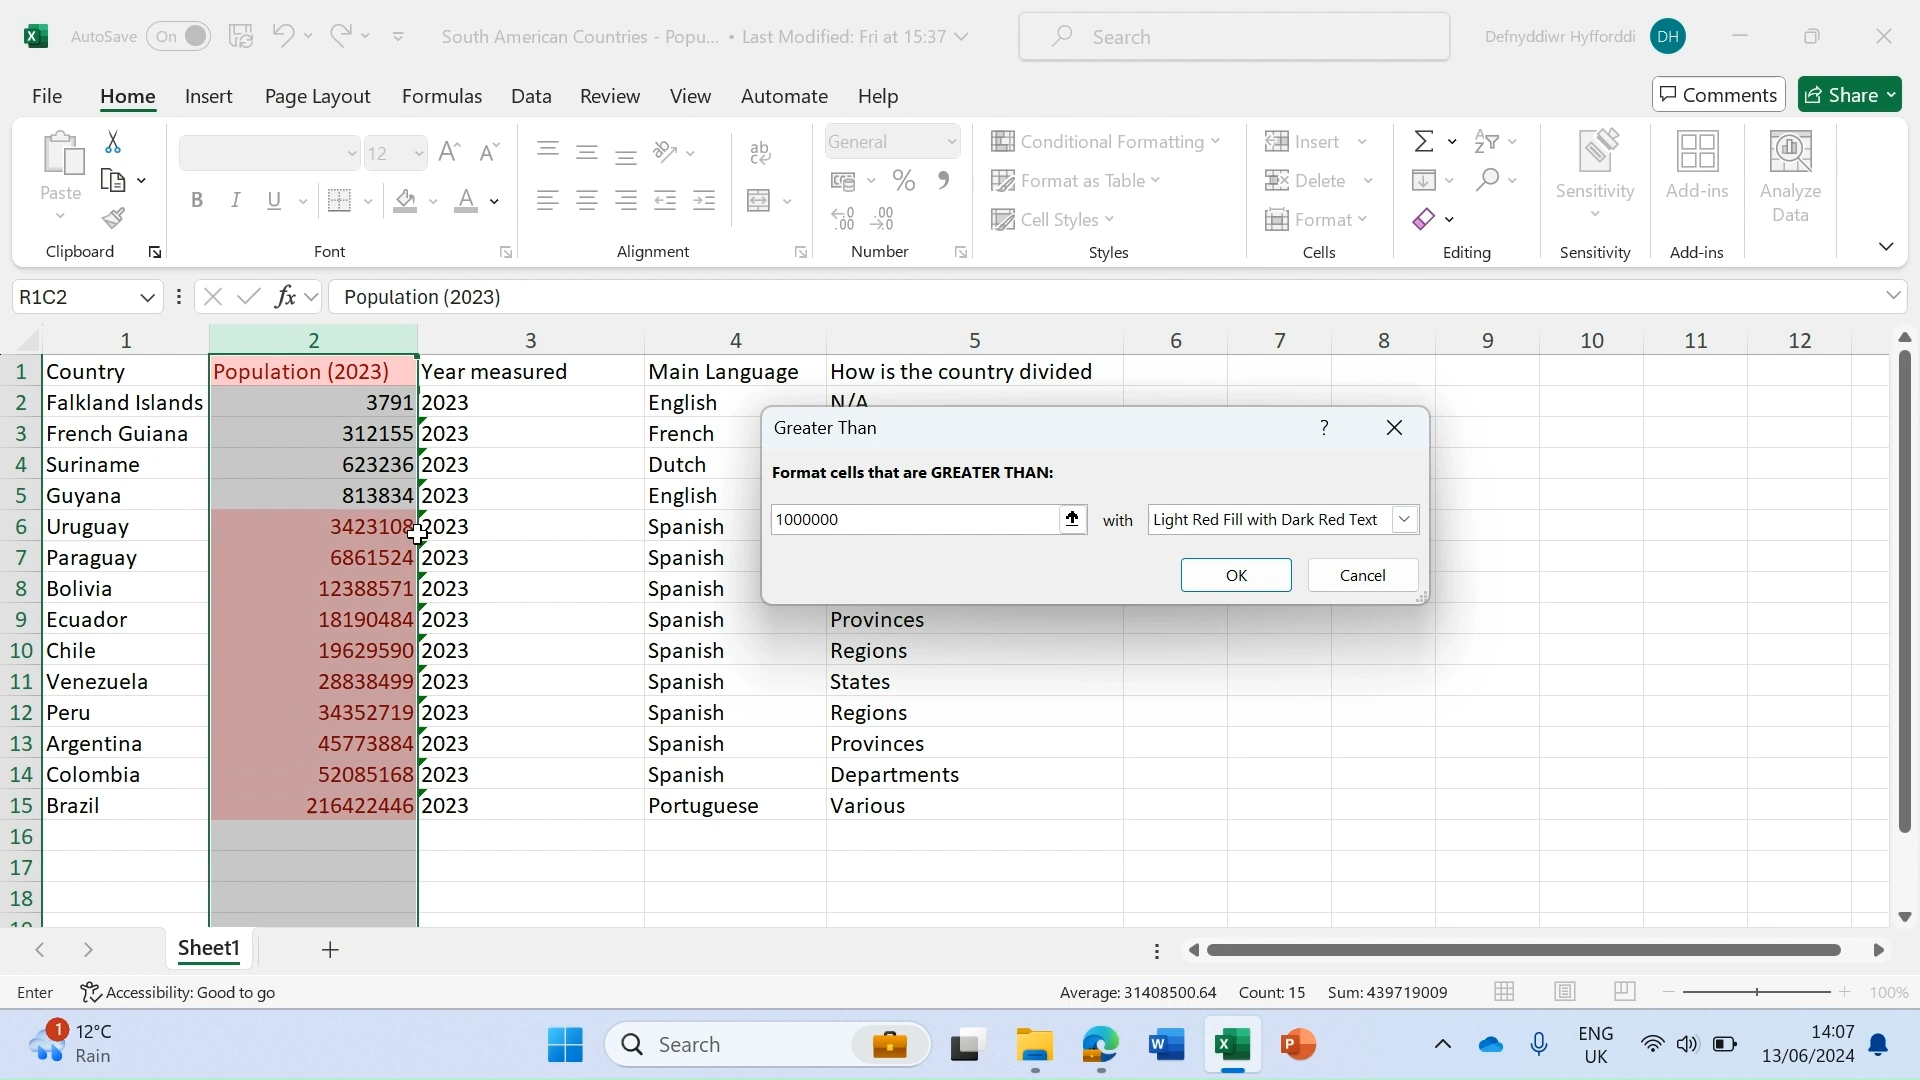 AutoSave On South American Countries - Popu... • Last Modified: Fri at 15:37 Search Defnyddiwr Hyfforddi DH
File Home Insert Page Layout Formulas Data Review View Automate Help Comments Share
Paste 12 General Conditional Formatting Insert
Format as Table Delete Sensitivity Add-ins Analyze Data
Cell Styles Format
Clipboard Font Alignment Number Styles Cells Editing Sensitivity Add-ins
R1C2 fx Population (2023)
1 2 3 4 5 6 7 8 9 10 11 12
1 Country Population (2023) Year measured Main Language How is the country divided
2 Falkland Islands 3791 2023 English N/A
3 French Guiana 312155 2023 French
4 Suriname 623236 2023 Dutch
5 Guyana 813834 2023 English
6 Uruguay 3423108 2023 Spanish
7 Paraguay 6861524 2023 Spanish
8 Bolivia 12388571 2023 Spanish
9 Ecuador 18190484 2023 Spanish Provinces
10 Chile 19629590 2023 Spanish Regions
11 Venezuela 28838499 2023 Spanish States
12 Peru 34352719 2023 Spanish Regions
13 Argentina 45773884 2023 Spanish Provinces
14 Colombia 52085168 2023 Spanish Departments
15 Brazil 216422446 2023 Portuguese Various
16
17
18
Greater Than ?
Format cells that are GREATER THAN:
1000000 with Light Red Fill with Dark Red Text
OK Cancel
Sheet1
Enter Accessibility: Good to go Average: 31408500.64 Count: 15 Sum: 439719009 100%
1 12°C
Rain
Search
ENG
UK
14:07
13/06/2024